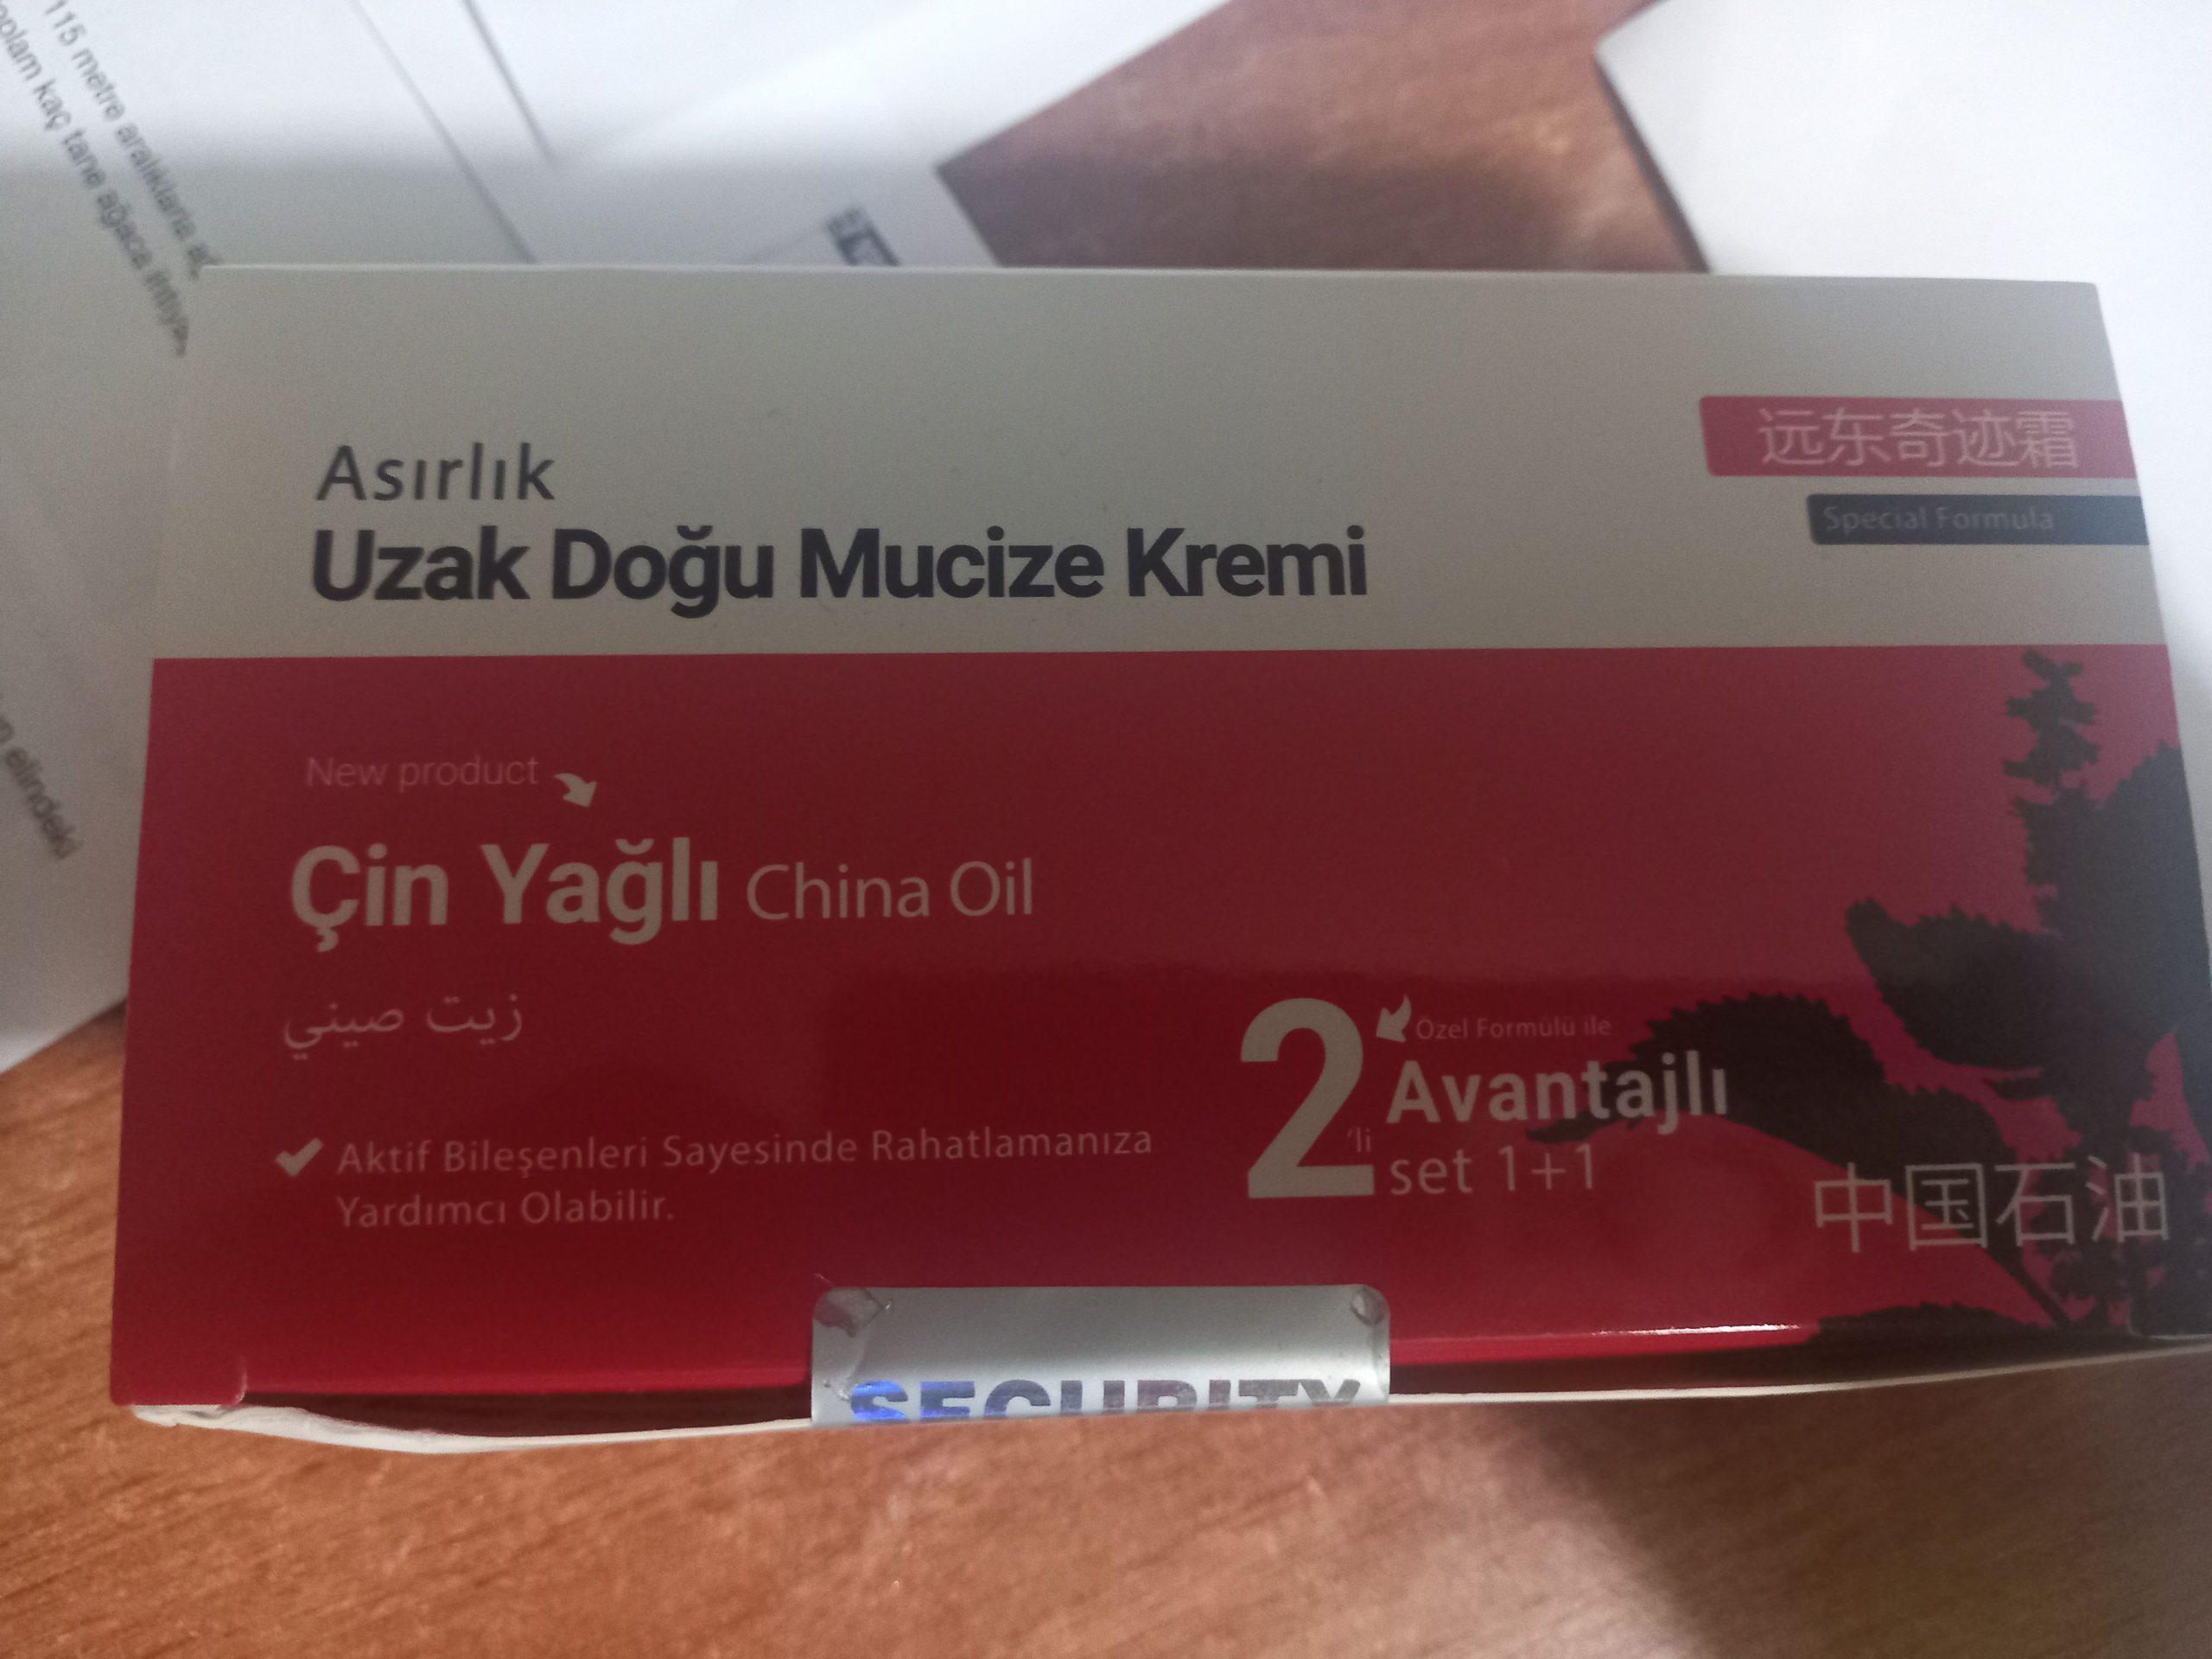 115 metre aralıklarla
kaç tane ağaca
elindeki
Asırlık
Uzak Doğu Mucize Kremi
远东奇迹霜
Special Formula
New product
Çin Yağlı China Oil
زيت صيني
Aktif Bileşenleri Sayesinde Rahatlamanıza
Yardımcı Olabilir.
2'li
Özel Formülü ile
Avantajlı
set 1+1
中国石油
SECURITY